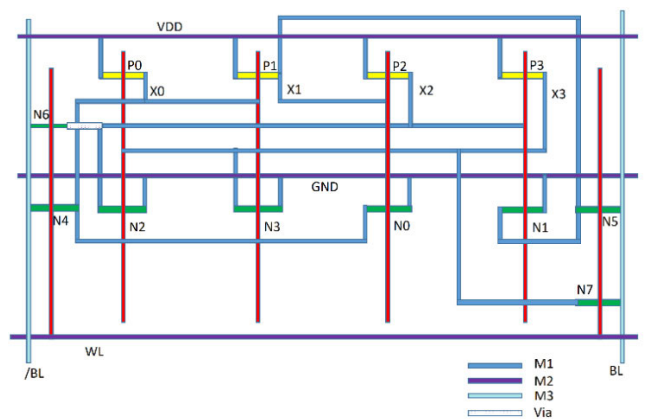 VDD
P0 P1 P2 P3
X0 X1 X2 X3
N6
GND
N4 N2 N3 N0 N1 N5
N7
WL
/BL BL
M1
M2
M3
Via